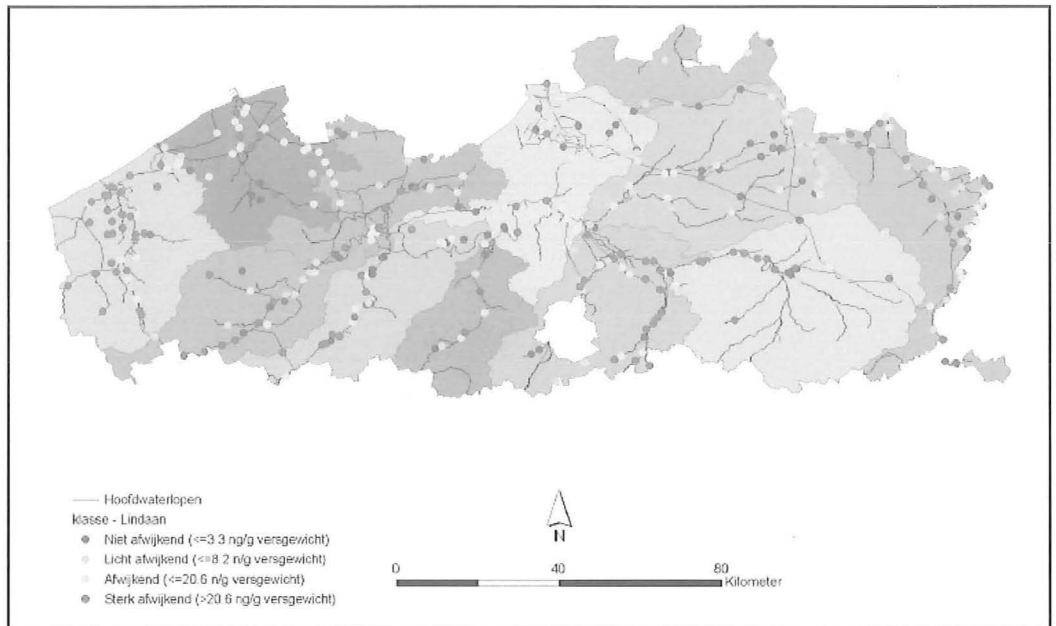 Hoofdwaterlopen
klasse - Lindaan
Niet afwijkend (<=3.3 ng/g versgewicht)
Licht afwijkend (<=8.2 n/g versgewicht)
Afwijkend (<=20.6 n/g versgewicht)
Sterk afwijkend (>20.6 ng/g versgewicht)
N
0 40 80
Kilometer